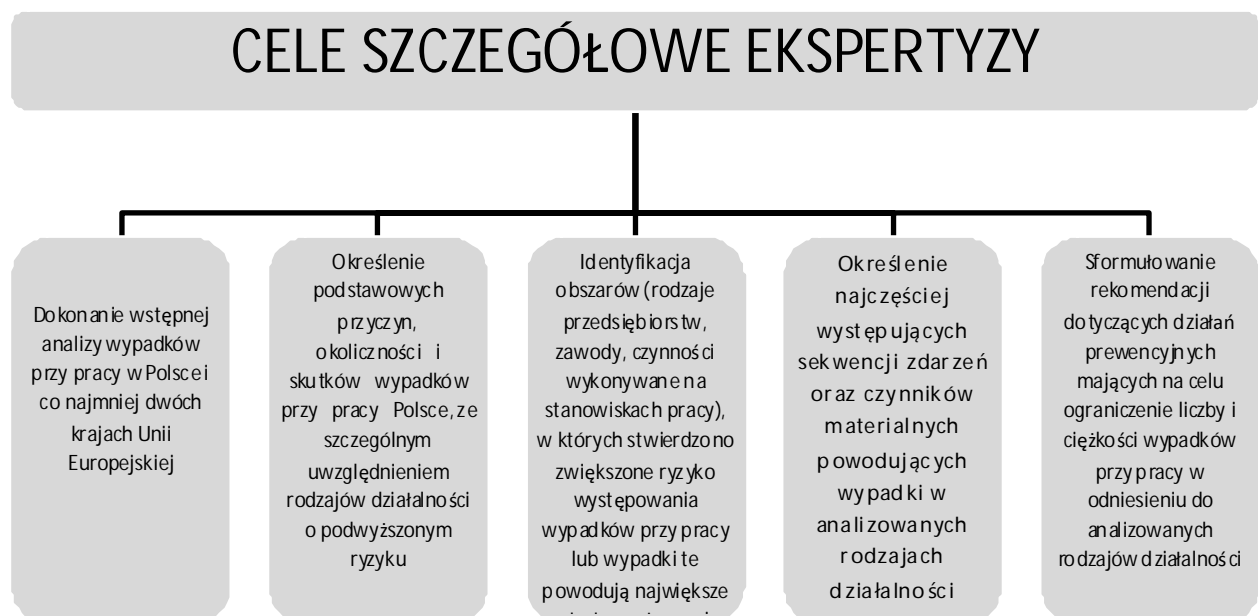 CELE SZCZEGÓŁOWE EKSPERTYZY
Dokonanie wstępnej
analizy wypadków
przy pracy w Polsce i
co najmniej dwóch
krajach Unii
Europejskiej
Określenie
podstawowych
przyczyn,
okoliczności i
skutków wypadków
przy pracy Polsce, ze
szczególnym
uwzględnieniem
rodzajów działalności
o podwyższonym
ryzyku
Identyfikacja
obszarów (rodzaje
przedsiębiorstw,
zawody, czynności
wykonywane na
stanowiskach pracy),
w których stwierdzono
zwiększone ryzyko
występowania
wypadków przy pracy
lub wypadki te
powodują największe
Określenie
najczęściej
występujących
sekwencji zdarzeń
oraz czynników
materialnych
powodujących
wypadki w
analizowanych
rodzajach
działalności
Sformułowanie
rekomendacji
dotyczących działań
prewencyjnych
mających na celu
ograniczenie liczby i
ciężkości wypadków
przy pracy w
odniesieniu do
analizowanych
rodzajów działalności